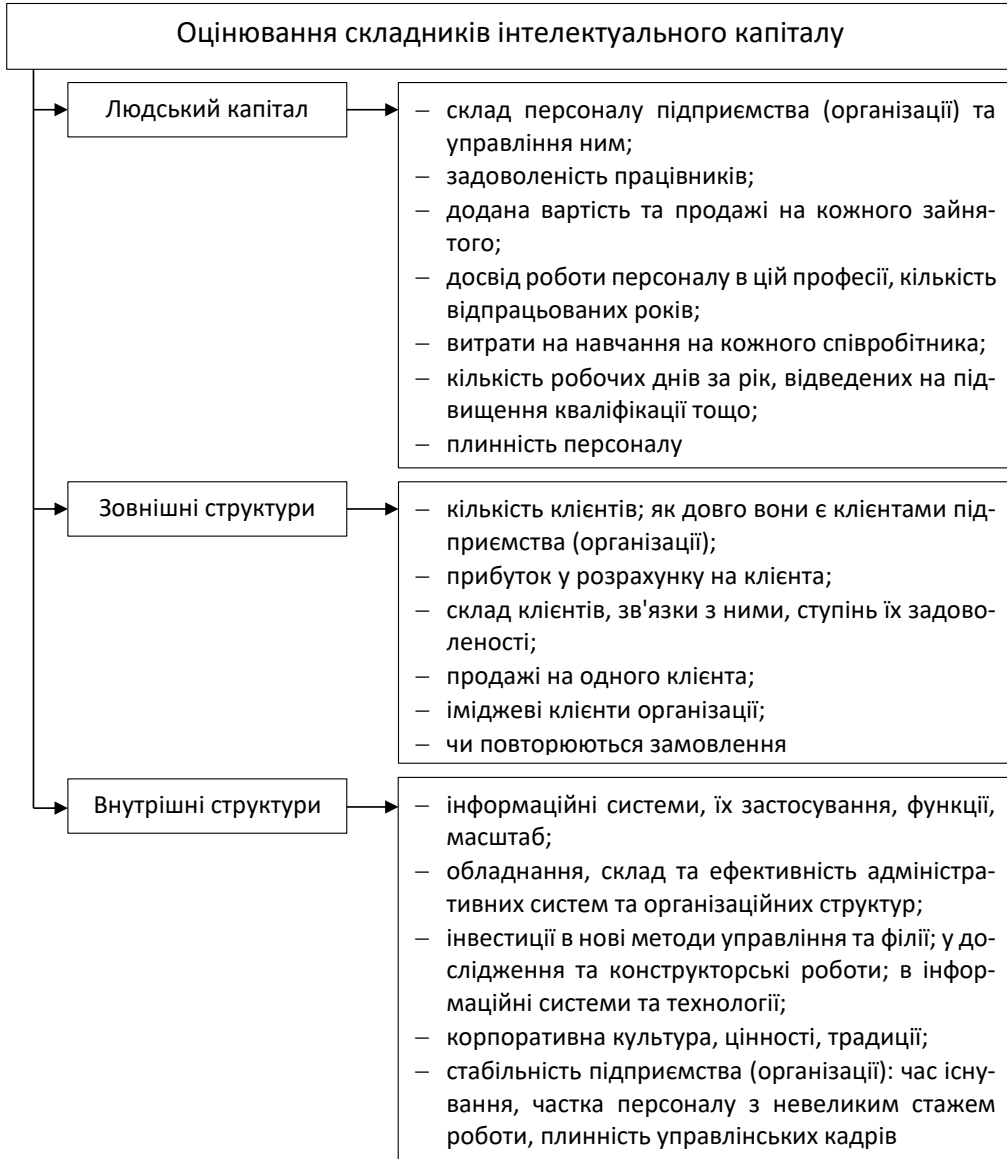 Оцінювання складників інтелектуального капіталу
Людський капітал
– склад персоналу підприємства (організації) та
управління ним;
– задоволеність працівників;
– додана вартість та продажі на кожного зайня-
того;
– досвід роботи персоналу в цій професії, кількість
відпрацьованих років;
– витрати на навчання на кожного співробітника;
– кількість робочих днів за рік, відведених на під-
вищення кваліфікації тощо;
– плинність персоналу
Зовнішні структури
– кількість клієнтів; як довго вони є клієнтами під-
приємства (організації);
– прибуток у розрахунку на клієнта;
– склад клієнтів, зв'язки з ними, ступінь їх задово-
леності;
– продажі на одного клієнта;
– іміджеві клієнти організації;
– чи повторюються замовлення
Внутрішні структури
– інформаційні системи, їх застосування, функції,
масштаб;
– обладнання, склад та ефективність адміністра-
тивних систем та організаційних структур;
– інвестиції в нові методи управління та філії; у до-
слідження та конструкторські роботи; в інфор-
маційні системи та технології;
– корпоративна культура, цінності, традиції;
– стабільність підприємства (організації): час існу-
вання, частка персоналу з невеликим стажем
роботи, плинність управлінських кадрів